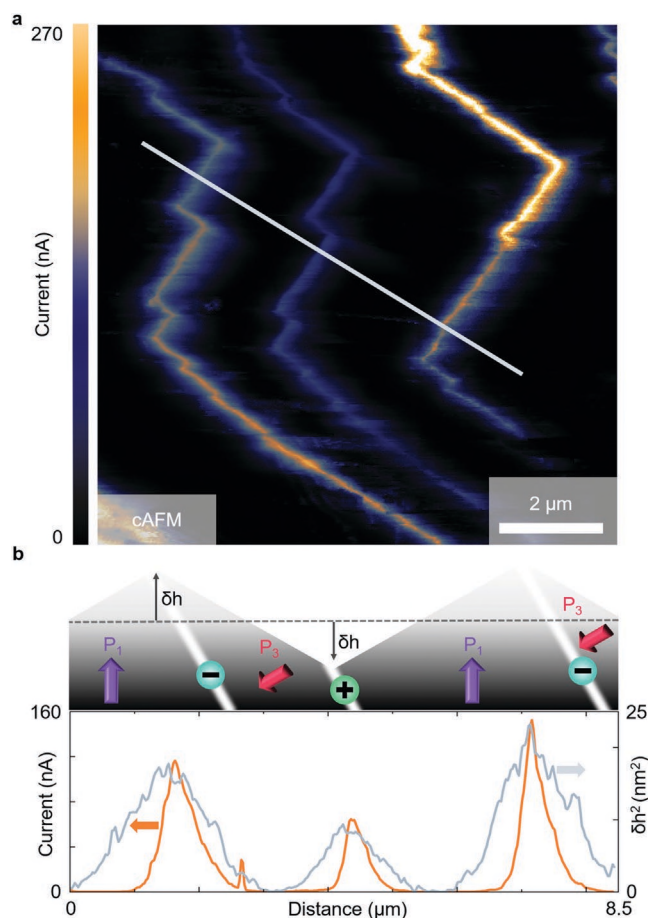 a
270
Current (nA)
0
cAFM
2 µm
b
δh
δh
P₁
P₃
P₁
P₃
−
+
−
160
Current (nA)
0
25
δh² (nm²)
0
0
Distance (µm)
8.5